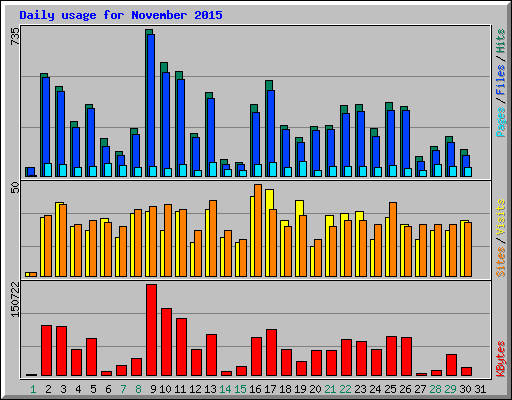 Daily usage for November 2015
735
Pages / Files / Hits
50
Sites / Visits
150722
KBytes
1 2 3 4 5 6 7 8 9 10 11 12 13 14 15 16 17 18 19 20 21 22 23 24 25 26 27 28 29 30 31